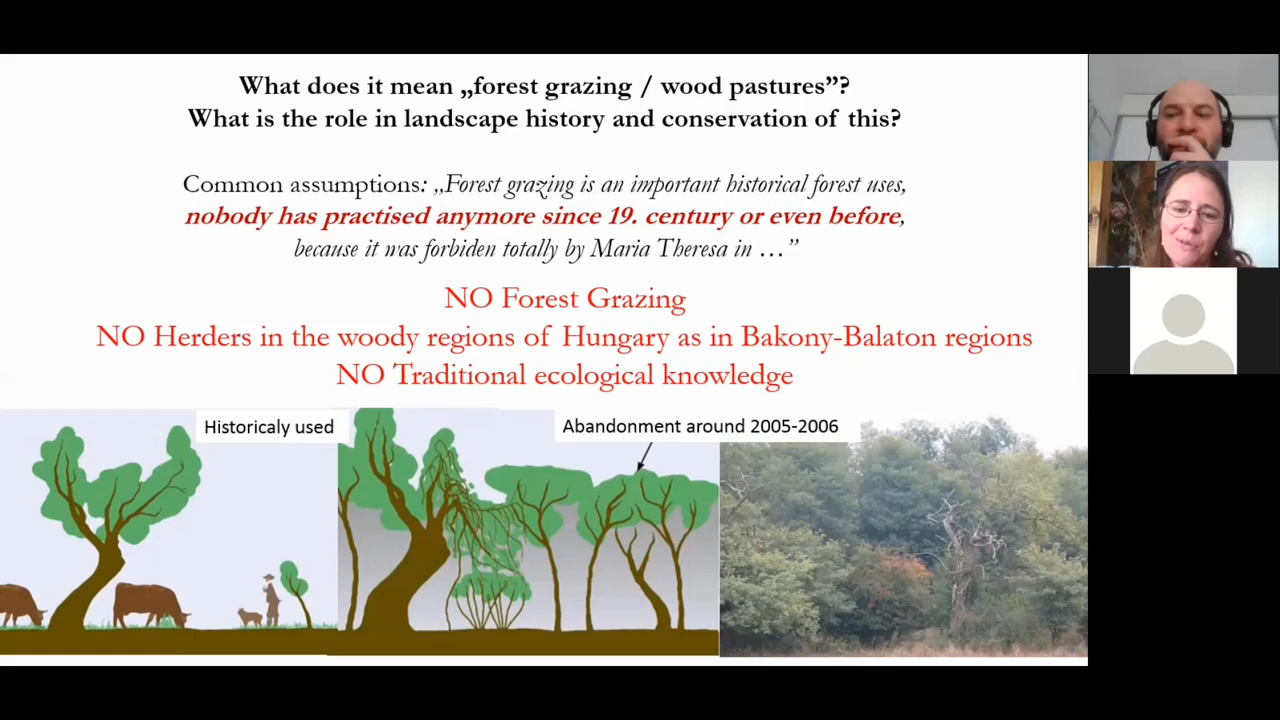 What does it mean „forest grazing / wood pastures”?
What is the role in landscape history and conservation of this?
Common assumptions: „Forest grazing is an important historical forest uses,
nobody has practised anymore since 19. century or even before,
because it was forbiden totally by Maria Theresa in …”
NO Forest Grazing
NO Herders in the woody regions of Hungary as in Bakony-Balaton regions
NO Traditional ecological knowledge
Historicaly used
Abandonment around 2005-2006